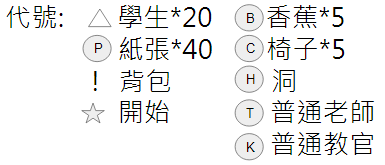 代號: △ 學生*20 Ⓑ 香蕉*5
Ⓟ 紙張*40 Ⓒ 椅子*5
! 背包 Ⓗ 洞
☆ 開始 Ⓣ 普通老師
Ⓚ 普通教官